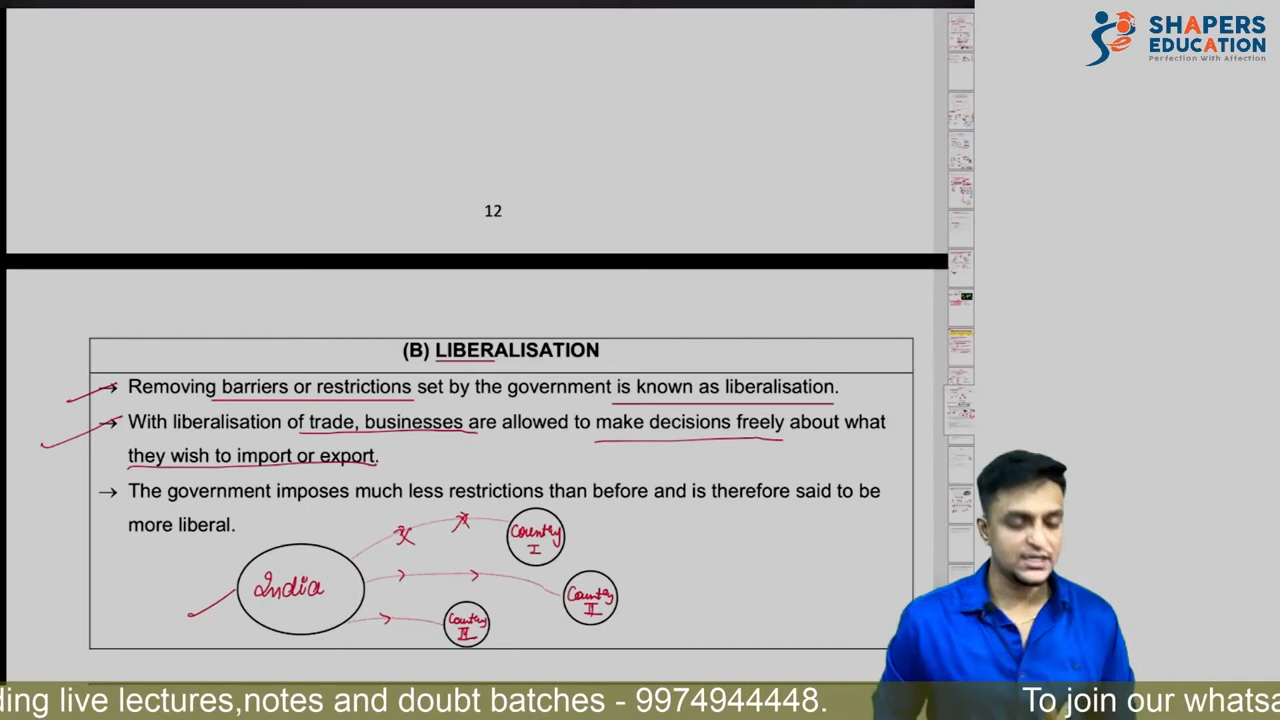 SHAPERS
EDUCATION
Perfection With Affection
12
(B) LIBERALISATION
→ Removing barriers or restrictions set by the government is known as liberalisation.
→ With liberalisation of trade, businesses are allowed to make decisions freely about what
they wish to import or export.
→ The government imposes much less restrictions than before and is therefore said to be
more liberal.
Country
I
India
Country
II
Country
ding live lectures,notes and doubt batches - 9974944448.
To join our whatsa